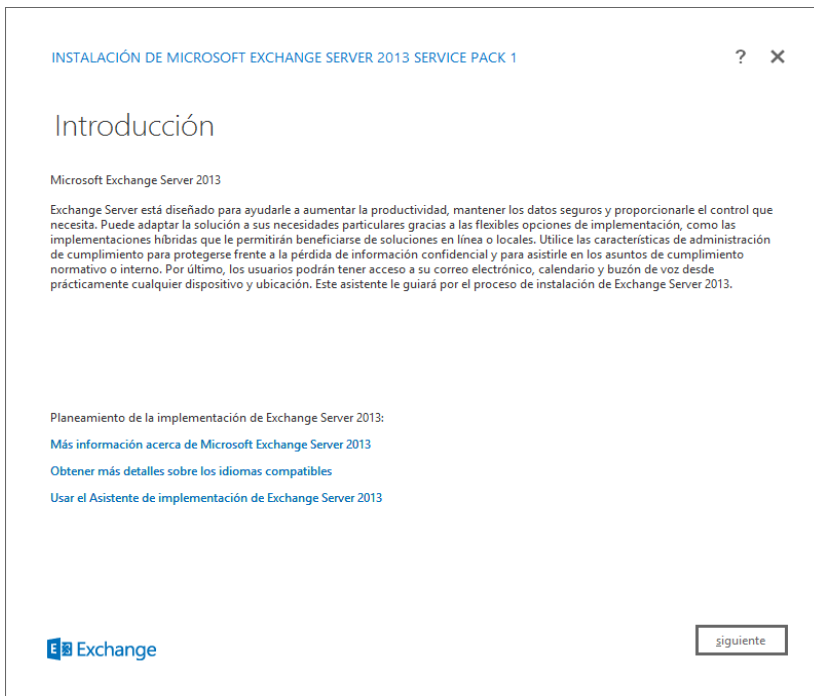 INSTALACIÓN DE MICROSOFT EXCHANGE SERVER 2013 SERVICE PACK 1
?
Introducción
Microsoft Exchange Server 2013
Exchange Server está diseñado para ayudarle a aumentar la productividad, mantener los datos seguros y proporcionarle el control que
necesita. Puede adaptar la solución a sus necesidades particulares gracias a las flexibles opciones de implementación, como las
implementaciones híbridas que le permitirán beneficiarse de soluciones en línea o locales. Utilice las características de administración
de cumplimiento para protegerse frente a la pérdida de información confidencial y para asistirle en los asuntos de cumplimiento
normativo o interno. Por último, los usuarios podrán tener acceso a su correo electrónico, calendario y buzón de voz desde
prácticamente cualquier dispositivo y ubicación. Este asistente le guiará por el proceso de instalación de Exchange Server 2013.
Planeamiento de la implementación de Exchange Server 2013:
Más información acerca de Microsoft Exchange Server 2013
Obtener más detalles sobre los idiomas compatibles
Usar el Asistente de implementación de Exchange Server 2013
Exchange
siguiente